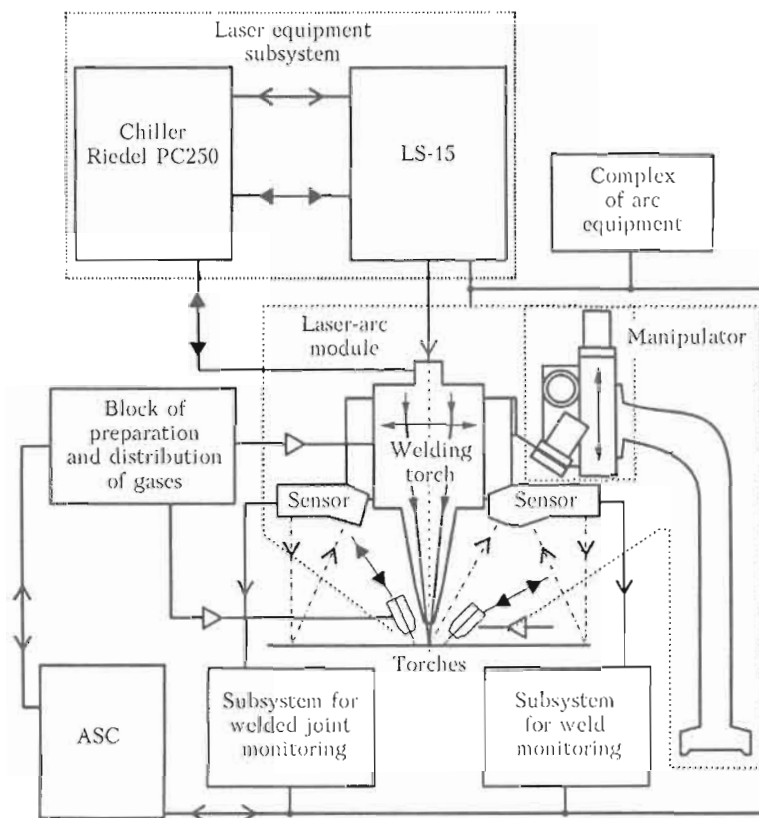 Laser equipment
subsystem
Chiller
Riedel PC250
LS-15
Complex
of arc
equipment
Laser-arc
module
Manipulator
Block of
preparation
and distribution
of gases
Welding
torch
Sensor
Sensor
Torches
ASC
Subsystem for
welded joint
monitoring
Subsystem
for weld
monitoring